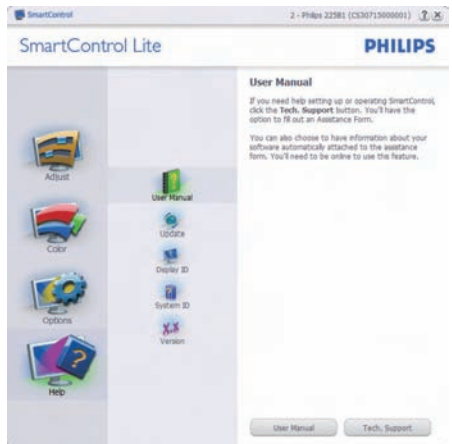 SmartControl
2 - Philips 225B1 (CS30715000001)
SmartControl Lite
PHILIPS
Adjust
Color
Options
Help
User Manual
Update
Display ID
System ID
Version
User Manual
If you need help setting up or operating SmartControl,
click the Tech. Support button. You'll have the
option to fill out an Assistance Form.
You can also choose to have information about your
software automatically attached to the assistance
form. You'll need to be online to use the feature.
User Manual
Tech. Support